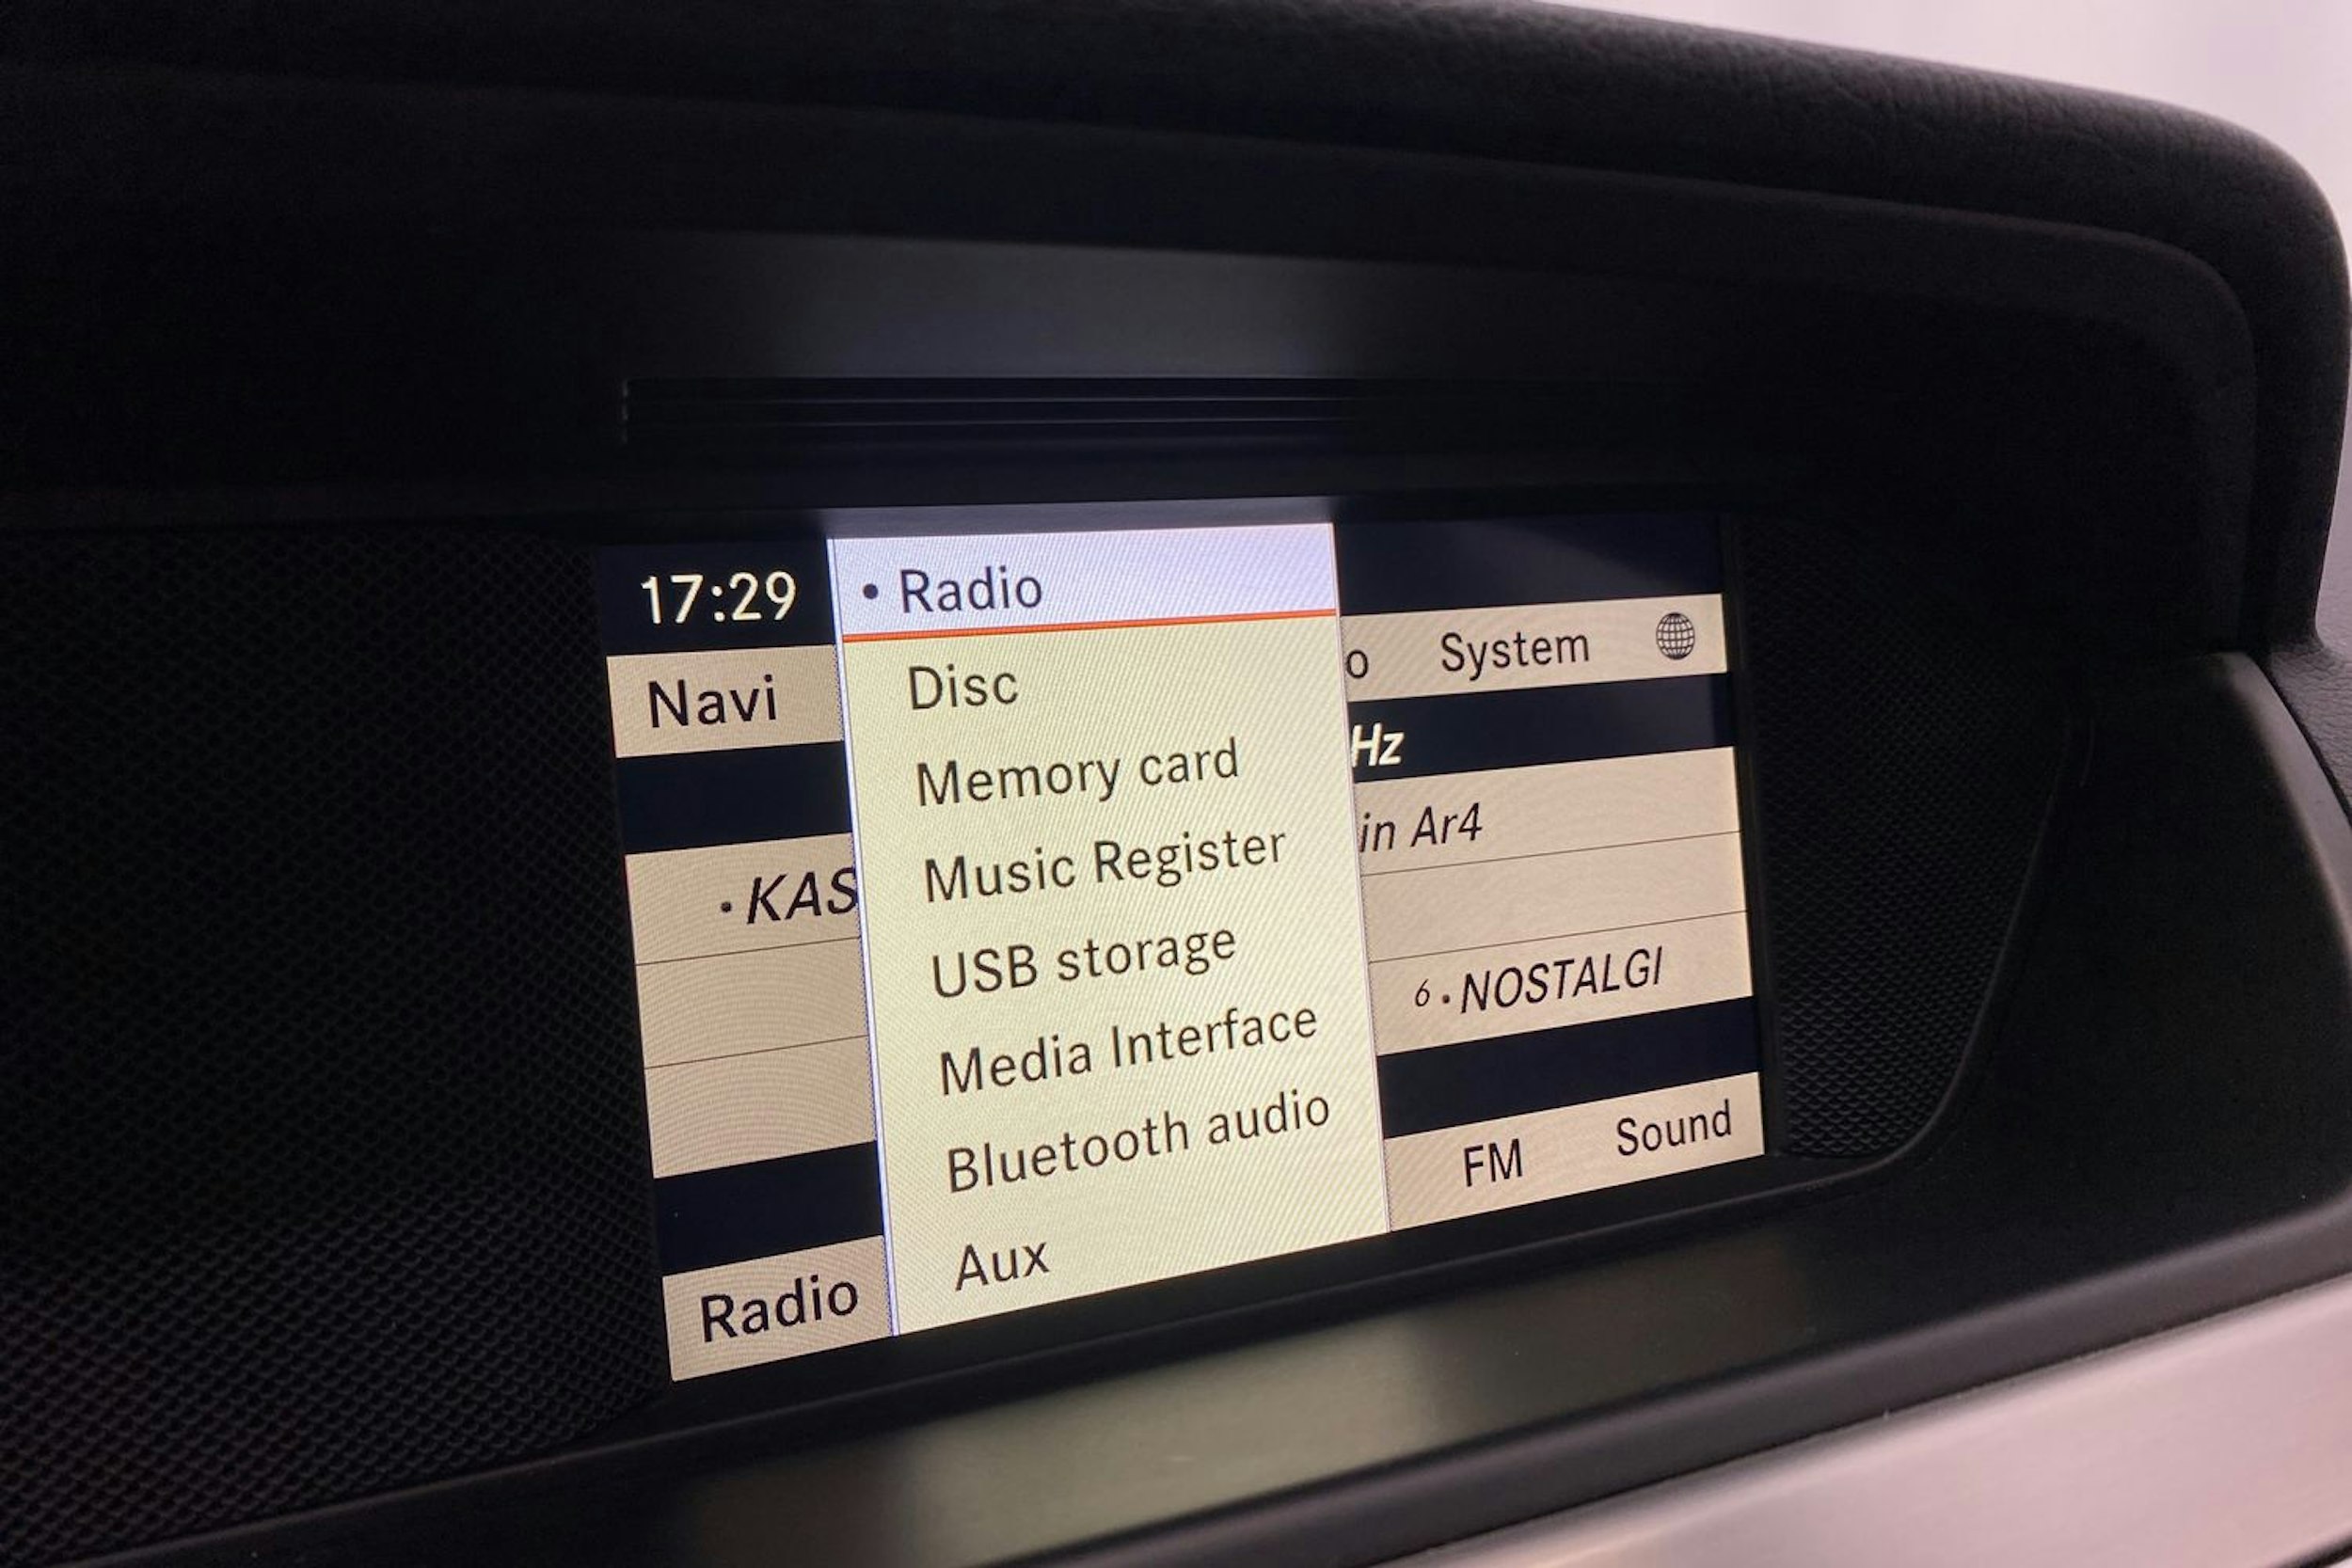 17:29
• Radio
Navi
Disc
o System
Memory card
Hz
• KAS
Music Register
in Ar4
USB storage
6 • NOSTALGI
Media Interface
Bluetooth audio
Radio
Aux
FM
Sound